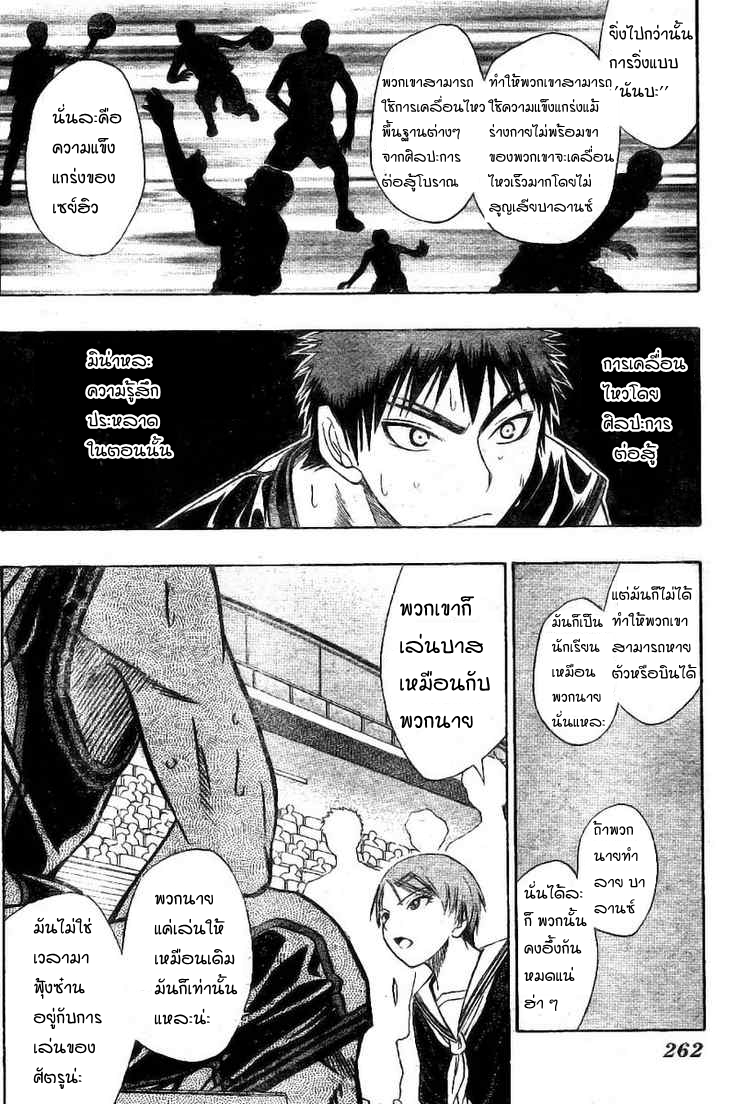 ยิ่งไปกว่านั้น
การวิ่งแบบ
"นันบะ"
ทำให้พวกเขาสามารถ
ใช้ความแข็งแกร่งแม้
ร่างกายไม่พร้อมขา
ของพวกเขาจะเคลื่อน
ไหวเร็วมากโดยไม่
สูญเสียบาลานซ์
พวกเขาสามารถ
ใช้การเคลื่อนไหว
พื้นฐานต่างๆ
จากศิลปะการ
ต่อสู้โบราณ
นั่นละคือ
ความแข็ง
แกร่งของ
เซย์ฮิว
การเคลื่อน
ไหวโดย
ศิลปะการ
ต่อสู้
มิน่าหละ
ความรู้สึก
ประหลาด
ในตอนนั้น
แต่มันก็ไม่ได้
ทำให้พวกเขา
สามารถหาย
ตัวหรือบินได้
มันก็เป็น
นักเรียน
เหมือน
พวกนาย
นั่นแหละ
ถ้าพวก
นายทำ
ลาย บา
ลานซ์
นั่นได้ละ
ก็ พวกนั้น
คงอึ้งกัน
หมดแน่
ฮ่า ๆ
พวกเขาก็
เล่นบาส
เหมือนกับ
พวกนาย
พวกนาย
แค่เล่นให้
เหมือนเดิม
มันก็เท่านั้น
แหละน่ะ
มันไม่ใช่
เวลามา
ฟุ้งซ่าน
อยู่กับการ
เล่นของ
ศัตรูน่ะ
262